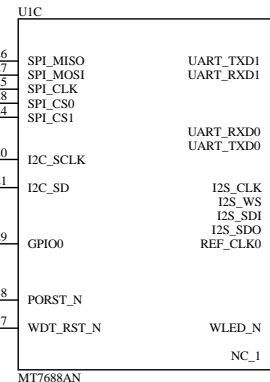 U1C
SPI_MISO UART_TXD1
SPI_MOSI UART_RXD1
SPI_CLK
SPI_CS0
SPI_CS1
UART_RXD0
UART_TXD0
I2C_SCLK
I2C_SD I2S_CLK
I2S_WS
I2S_SDI
I2S_SDO
GPIO0 REF_CLK0
PORST_N
WDT_RST_N WLED_N
NC_1
MT7688AN